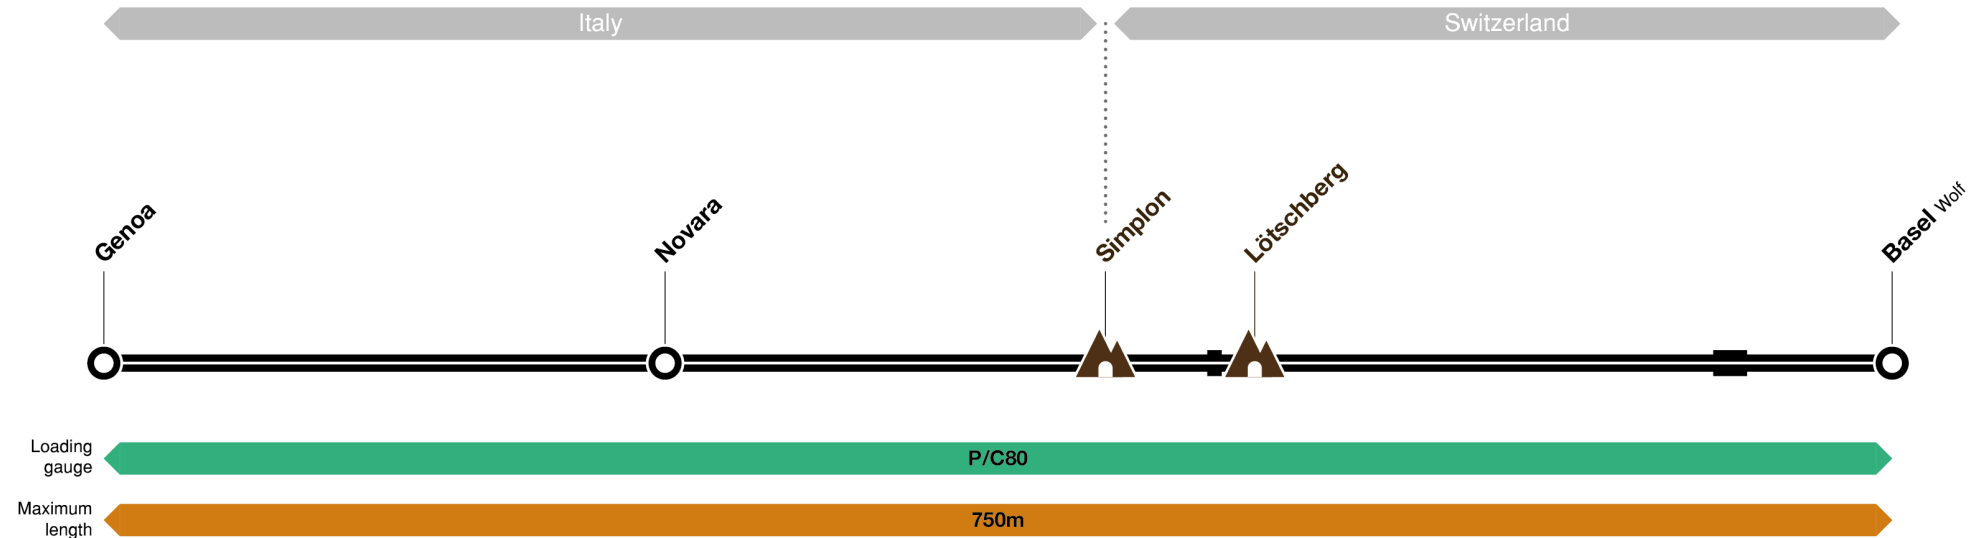 Italy
Switzerland
Genoa
Novara
Simplon
Lötschberg
Basel Wolf
Loading
gauge
P/C80
Maximum
length
750m